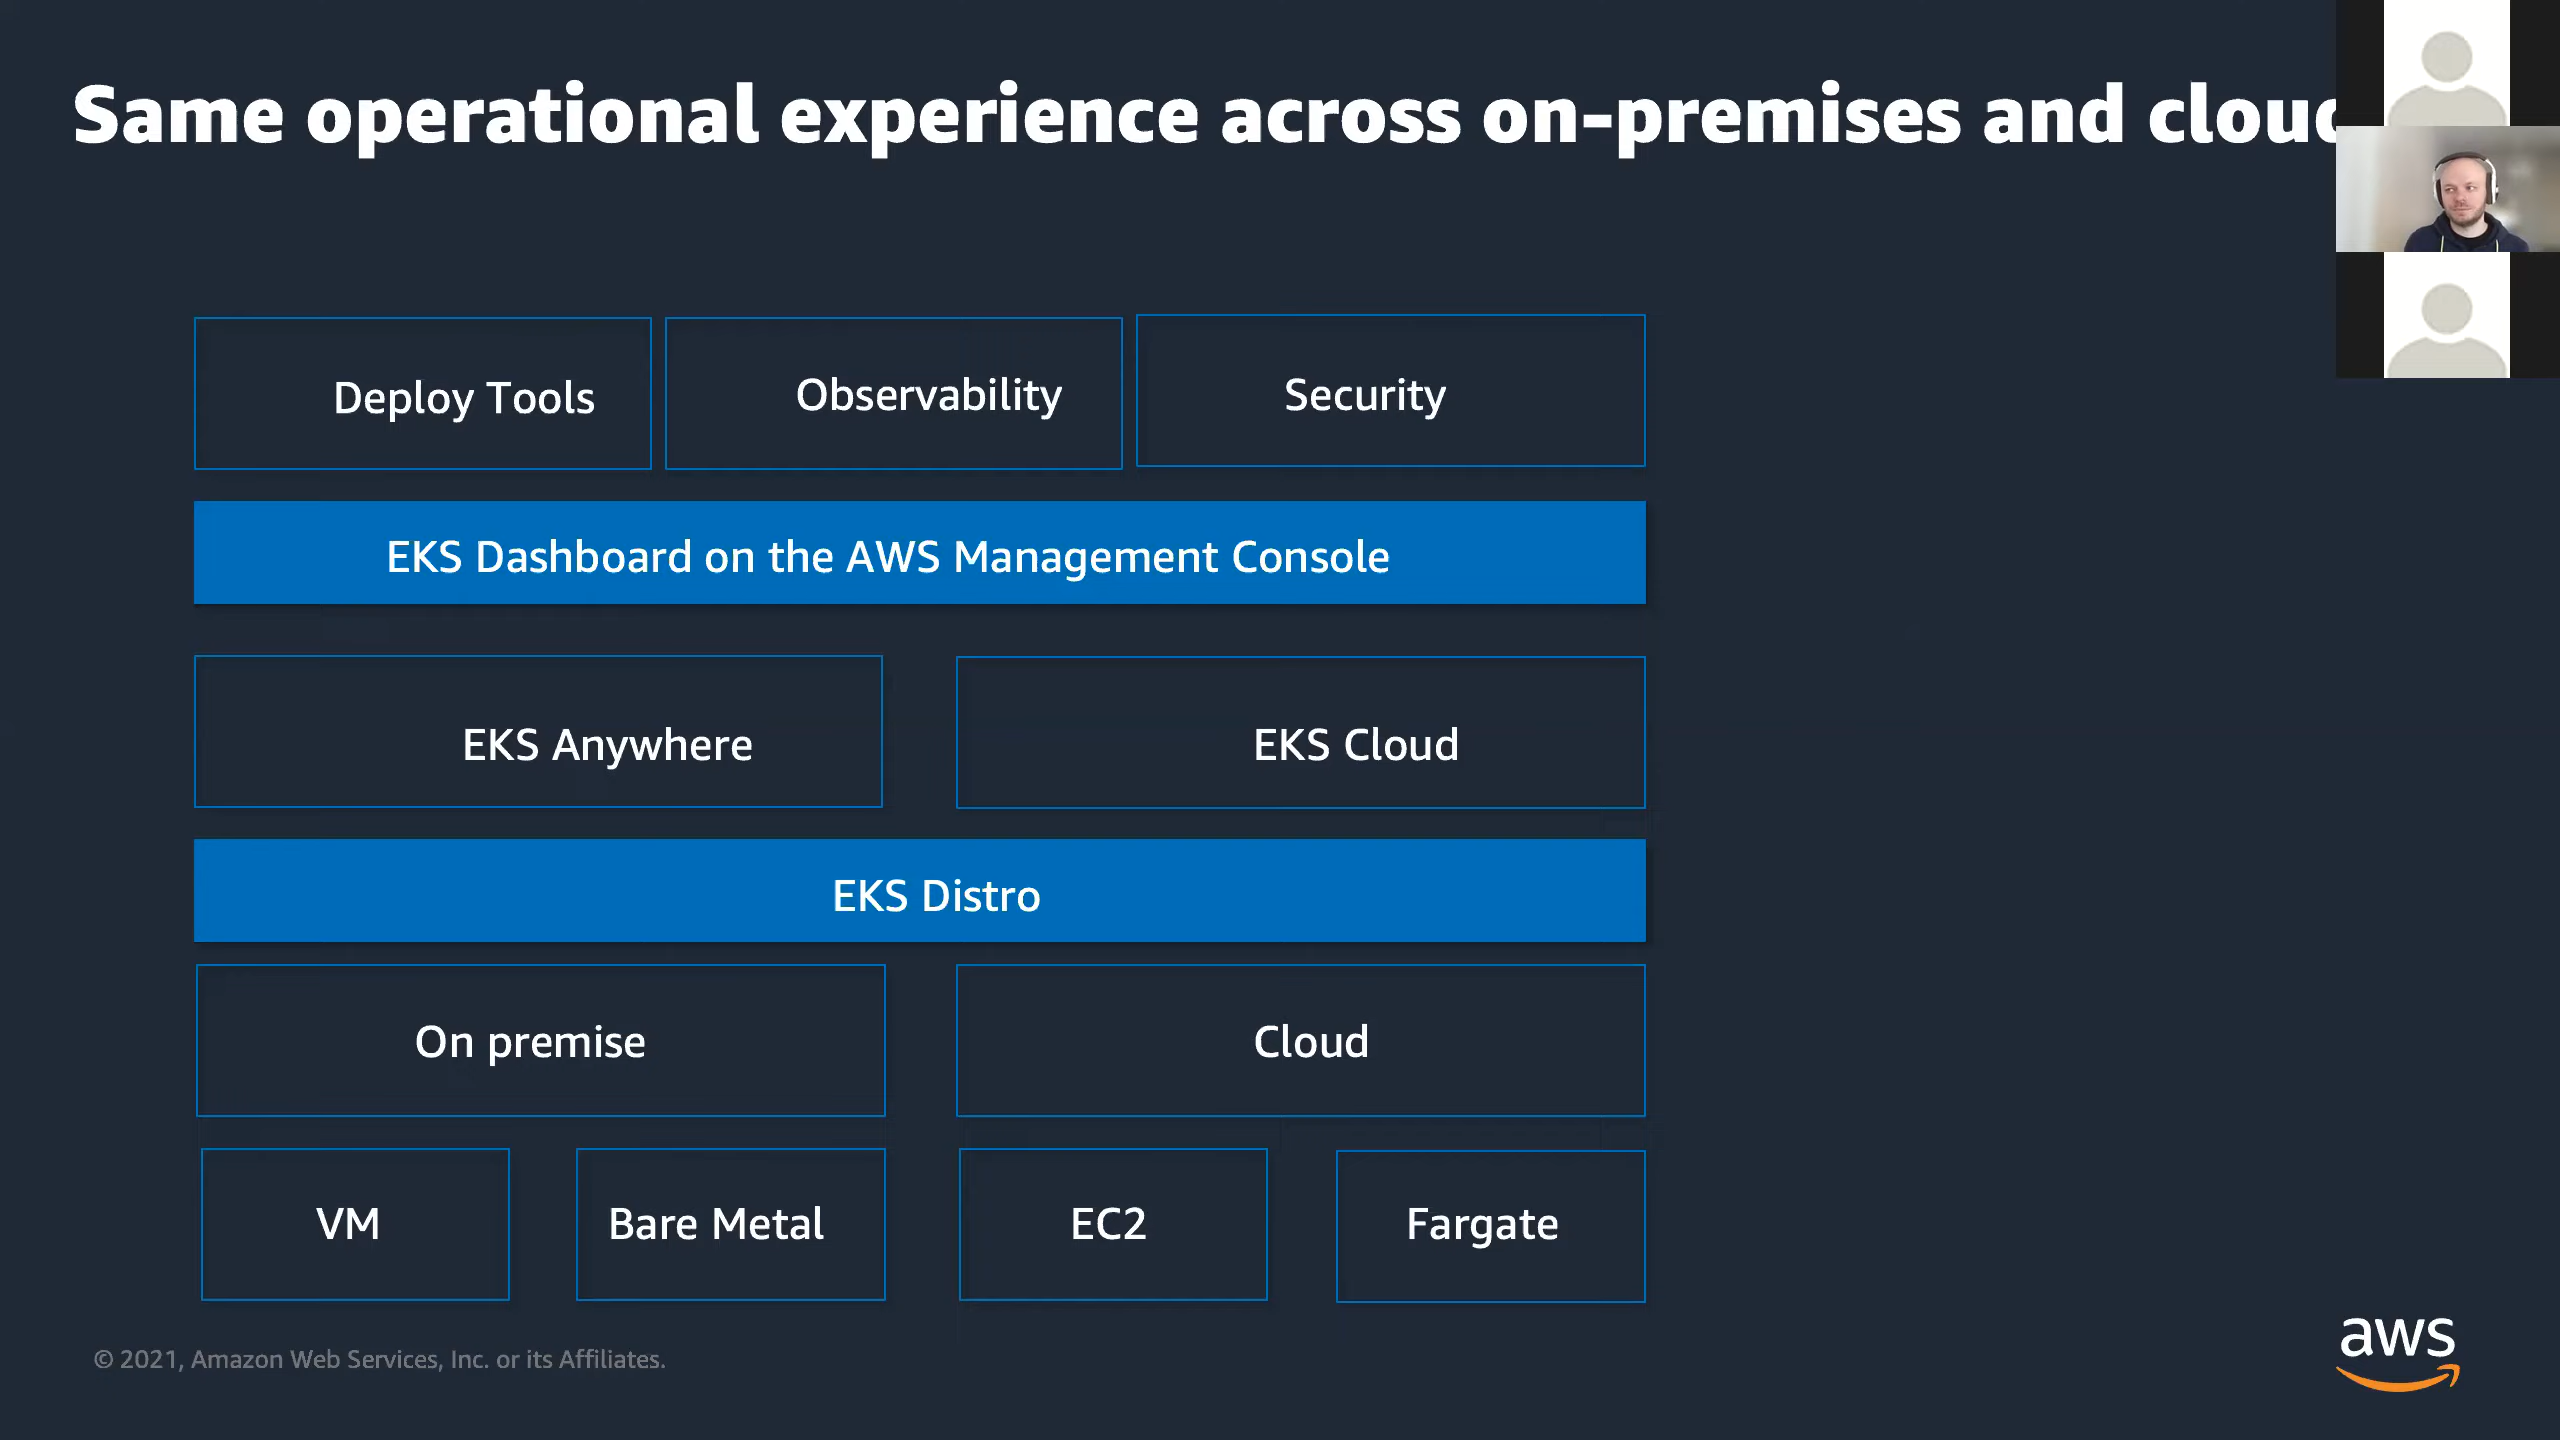 Same operational experience across on-premises and cloud
Deploy Tools
Observability
Security
EKS Dashboard on the AWS Management Console
EKS Anywhere
EKS Cloud
EKS Distro
On premise
Cloud
VM
Bare Metal
EC2
Fargate
© 2021, Amazon Web Services, Inc. or its Affiliates.
aws